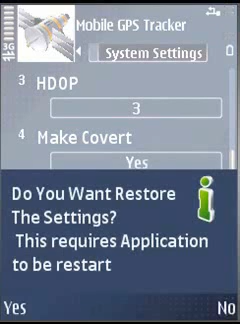 3G
Mobile GPS Tracker
System Settings
3 HDOP
3
4 Make Covert
Yes
Do You Want Restore
The Settings?
This requires Application
to be restart
Yes No